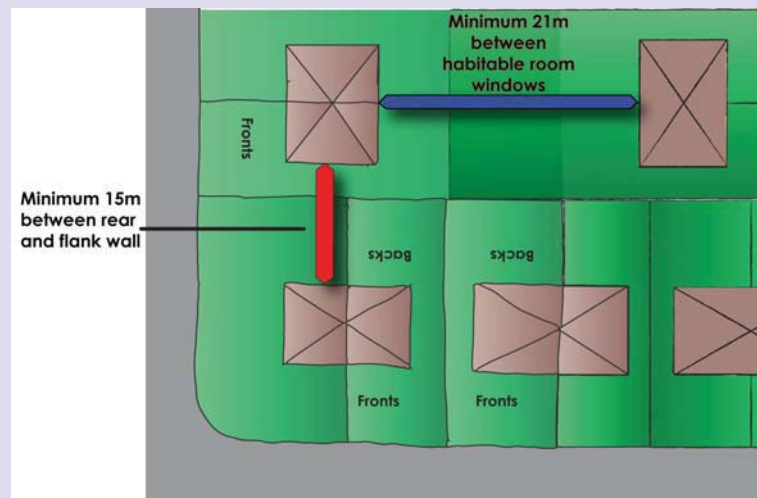 Minimum 21m
between
habitable room
windows
Fronts
Minimum 15m
between rear
and flank wall
Backs
Backs
Fronts
Fronts